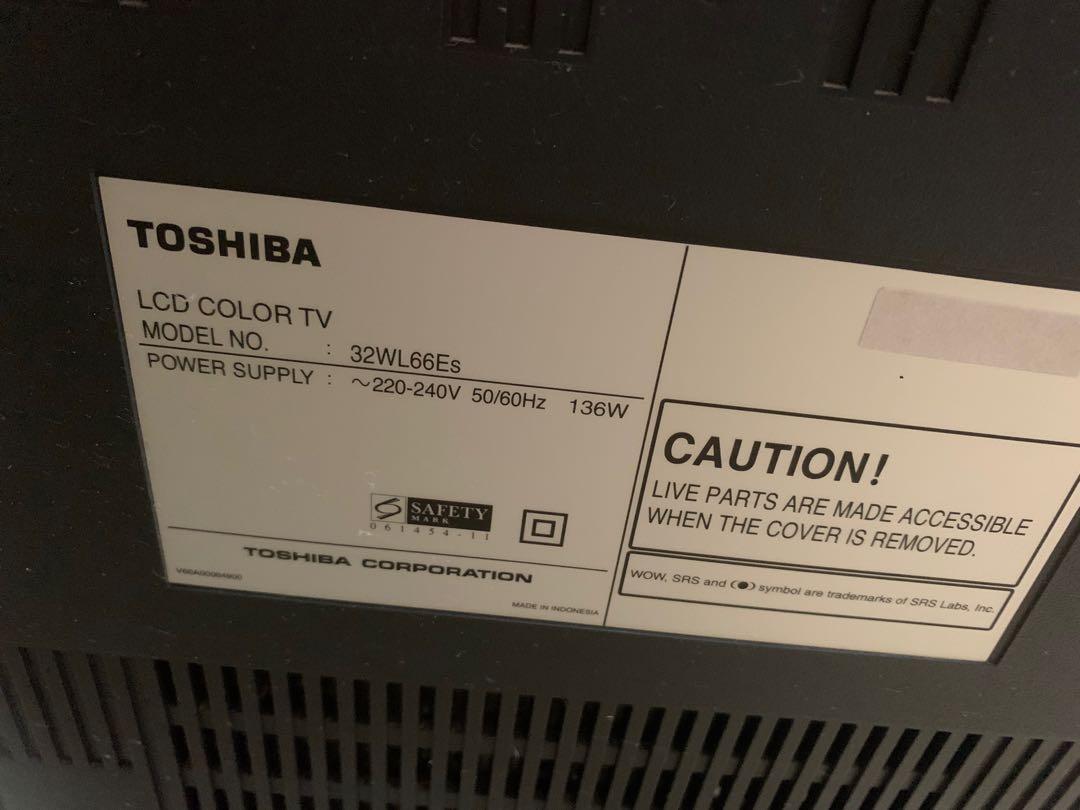 TOSHIBA
LCD COLOR TV
MODEL NO. : 32WL66Es
POWER SUPPLY : ~220-240V 50/60Hz 136W
SAFETY
MARK
061454-11
TOSHIBA CORPORATION
MADE IN INDONESIA
CAUTION!
LIVE PARTS ARE MADE ACCESSIBLE
WHEN THE COVER IS REMOVED.
WOW, SRS and (●) symbol are trademarks of SRS Labs, Inc.